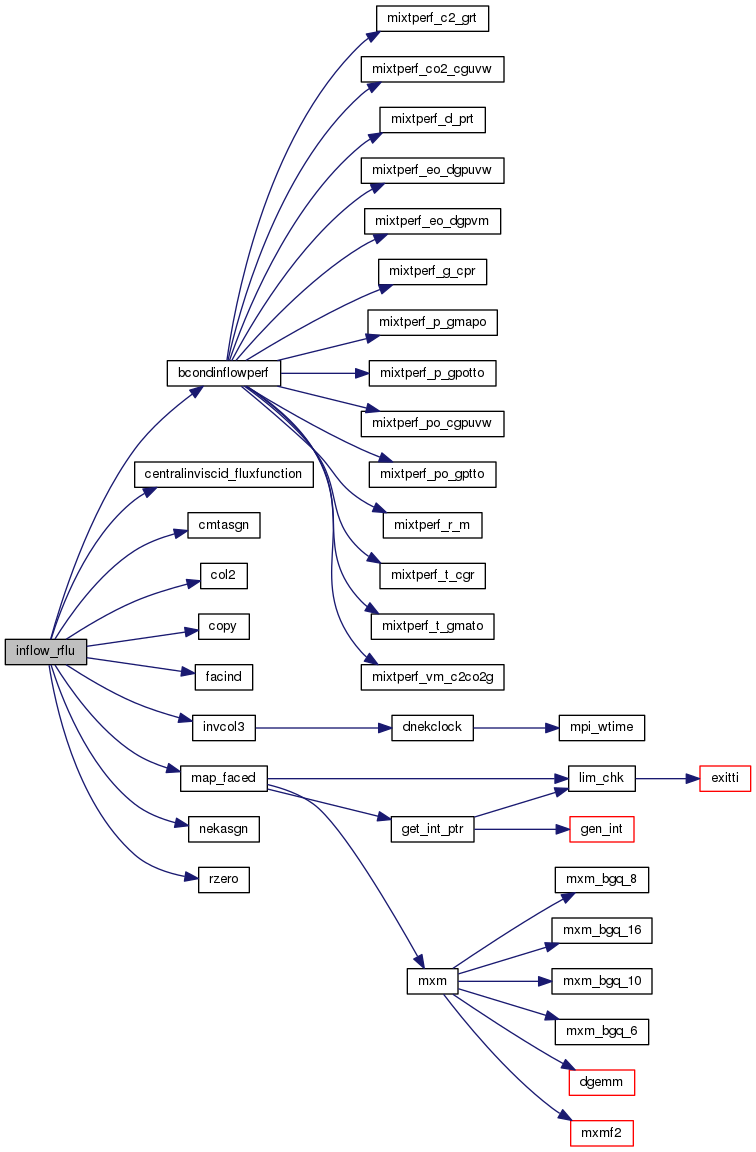 mixtperf_c2_grt
mixtperf_co2_cguvw
mixtperf_d_prt
mixtperf_eo_dgpuvw
mixtperf_eo_dgpvm
mixtperf_g_cpr
mixtperf_p_gmapo
bcondinflowperf
mixtperf_p_gpotto
mixtperf_po_cgpuvw
centralinviscid_fluxfunction
mixtperf_po_gptto
cmtasgn
mixtperf_r_m
col2
mixtperf_t_cgr
copy
mixtperf_t_gmato
inflow_rflu
facind
mixtperf_vm_c2co2g
invcol3
dnekclock
mpi_wtime
map_faced
lim_chk
exitti
nekasgn
get_int_ptr
gen_int
rzero
mxm_bgq_8
mxm_bgq_16
mxm
mxm_bgq_10
mxm_bgq_6
dgemm
mxmf2